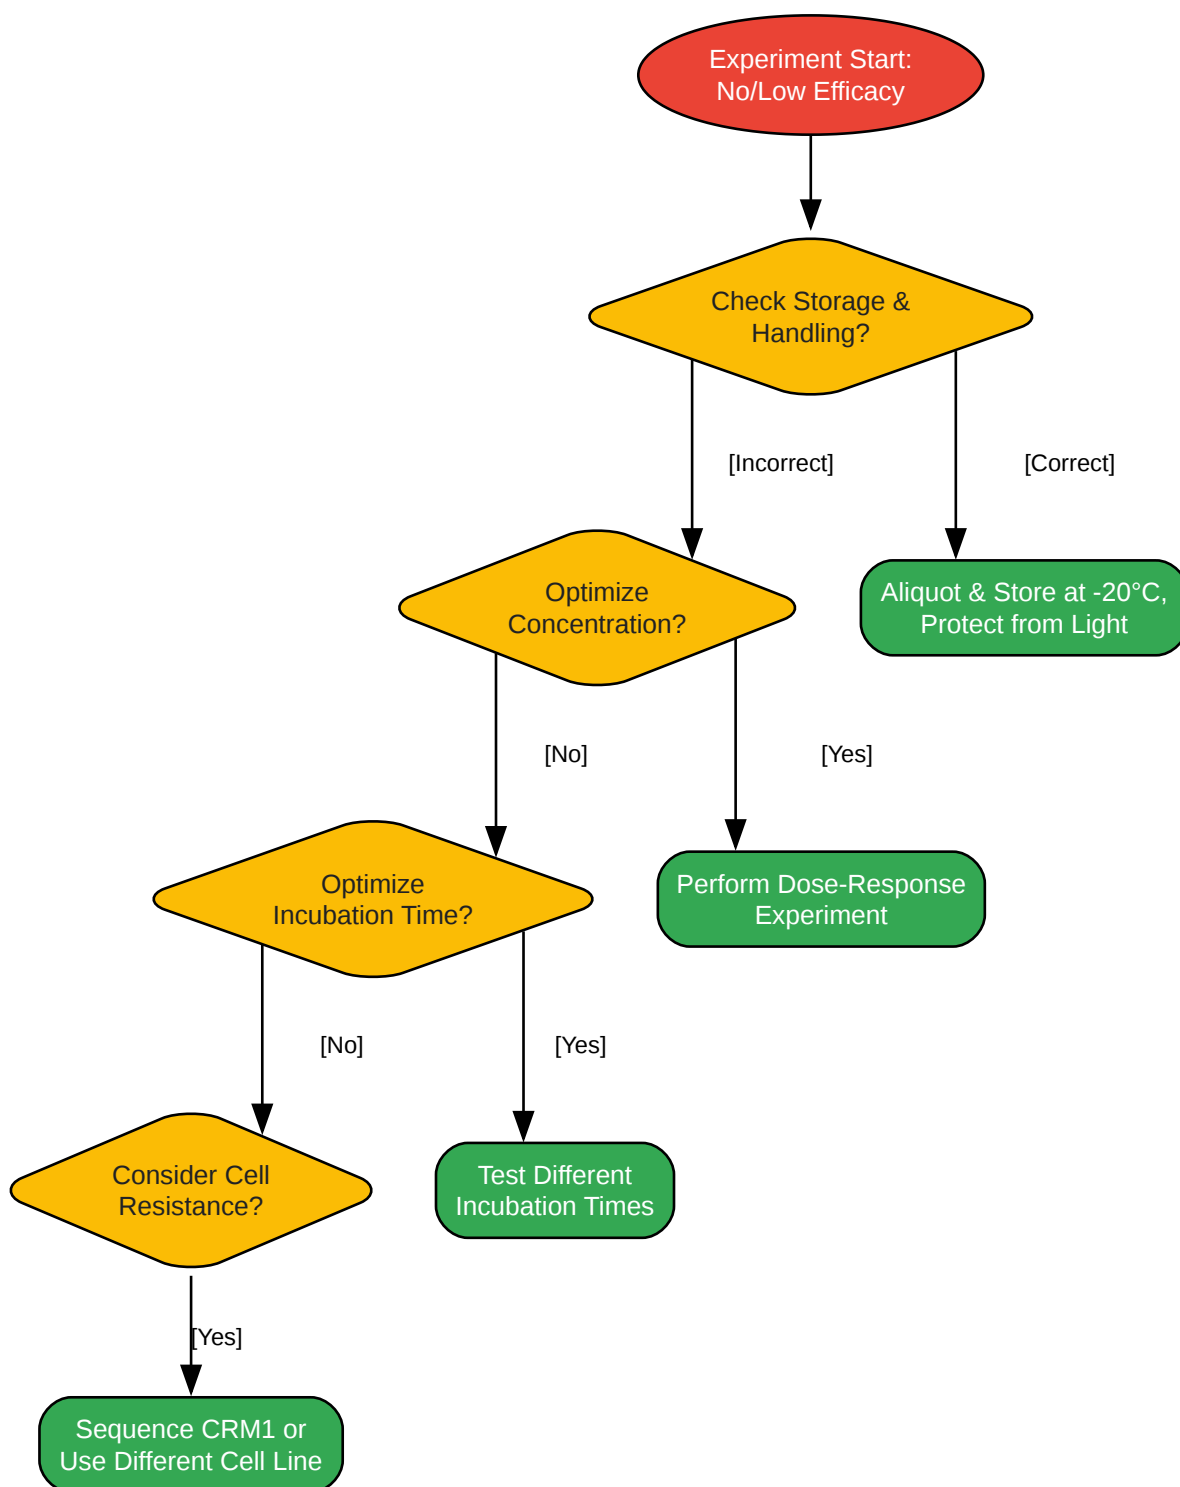 Experiment Start:
No/Low Efficacy
Check Storage &
Handling?
[Incorrect]
[Correct]
Optimize
Concentration?
Aliquot & Store at -20°C,
Protect from Light
[No]
[Yes]
Optimize
Incubation Time?
Perform Dose-Response
Experiment
[No]
[Yes]
Consider Cell
Resistance?
Test Different
Incubation Times
[Yes]
Sequence CRM1 or
Use Different Cell Line